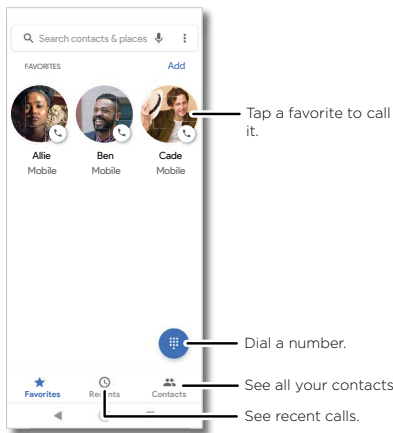 Search contacts & places
FAVORITES Add
Tap a favorite to call
it.
Allie Ben Cade
Mobile Mobile Mobile
Dial a number.
See all your contacts
Favorites Recents Contacts
See recent calls.